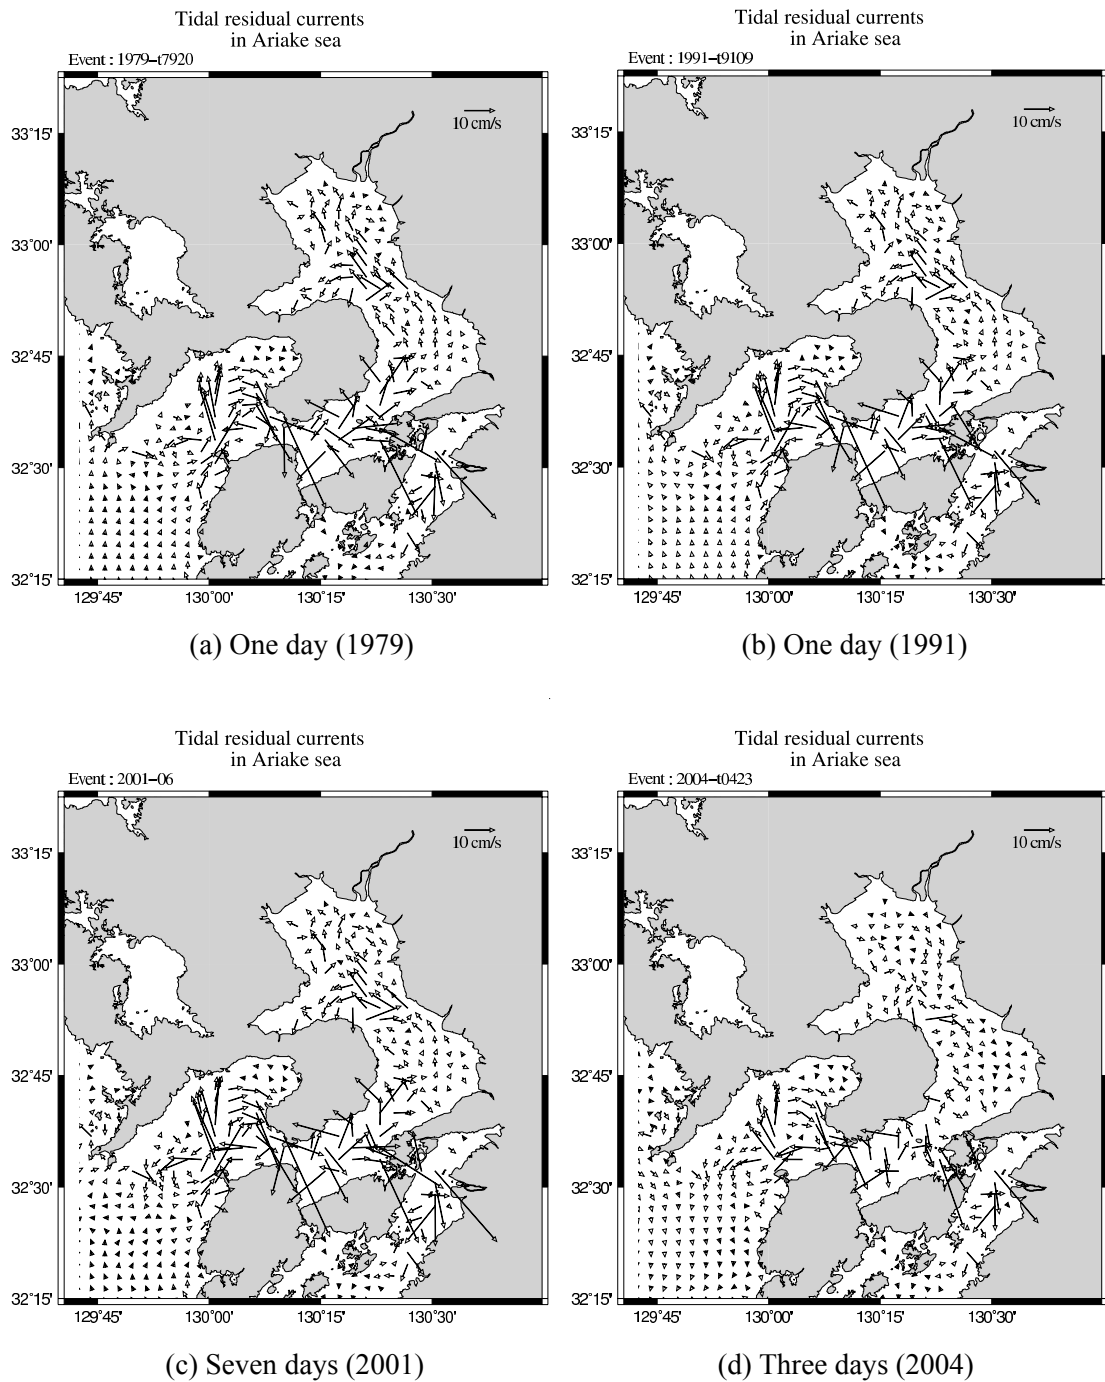 Tidal residual currents
in Ariake sea
Event : 1979-t7920
10 cm/s
33˚15'
33˚00'
32˚45'
32˚30'
32˚15'
129˚45' 130˚00' 130˚15' 130˚30'
(a) One day (1979)
Tidal residual currents
in Ariake sea
Event : 1991-t9109
10 cm/s
33˚15'
33˚00'
32˚45'
32˚30'
32˚15'
129˚45' 130˚00' 130˚15' 130˚30'
(b) One day (1991)
Tidal residual currents
in Ariake sea
Event : 2001-06
10 cm/s
33˚15'
33˚00'
32˚45'
32˚30'
32˚15'
129˚45' 130˚00' 130˚15' 130˚30'
(c) Seven days (2001)
Tidal residual currents
in Ariake sea
Event : 2004-t0423
10 cm/s
33˚15'
33˚00'
32˚45'
32˚30'
32˚15'
129˚45' 130˚00' 130˚15' 130˚30'
(d) Three days (2004)